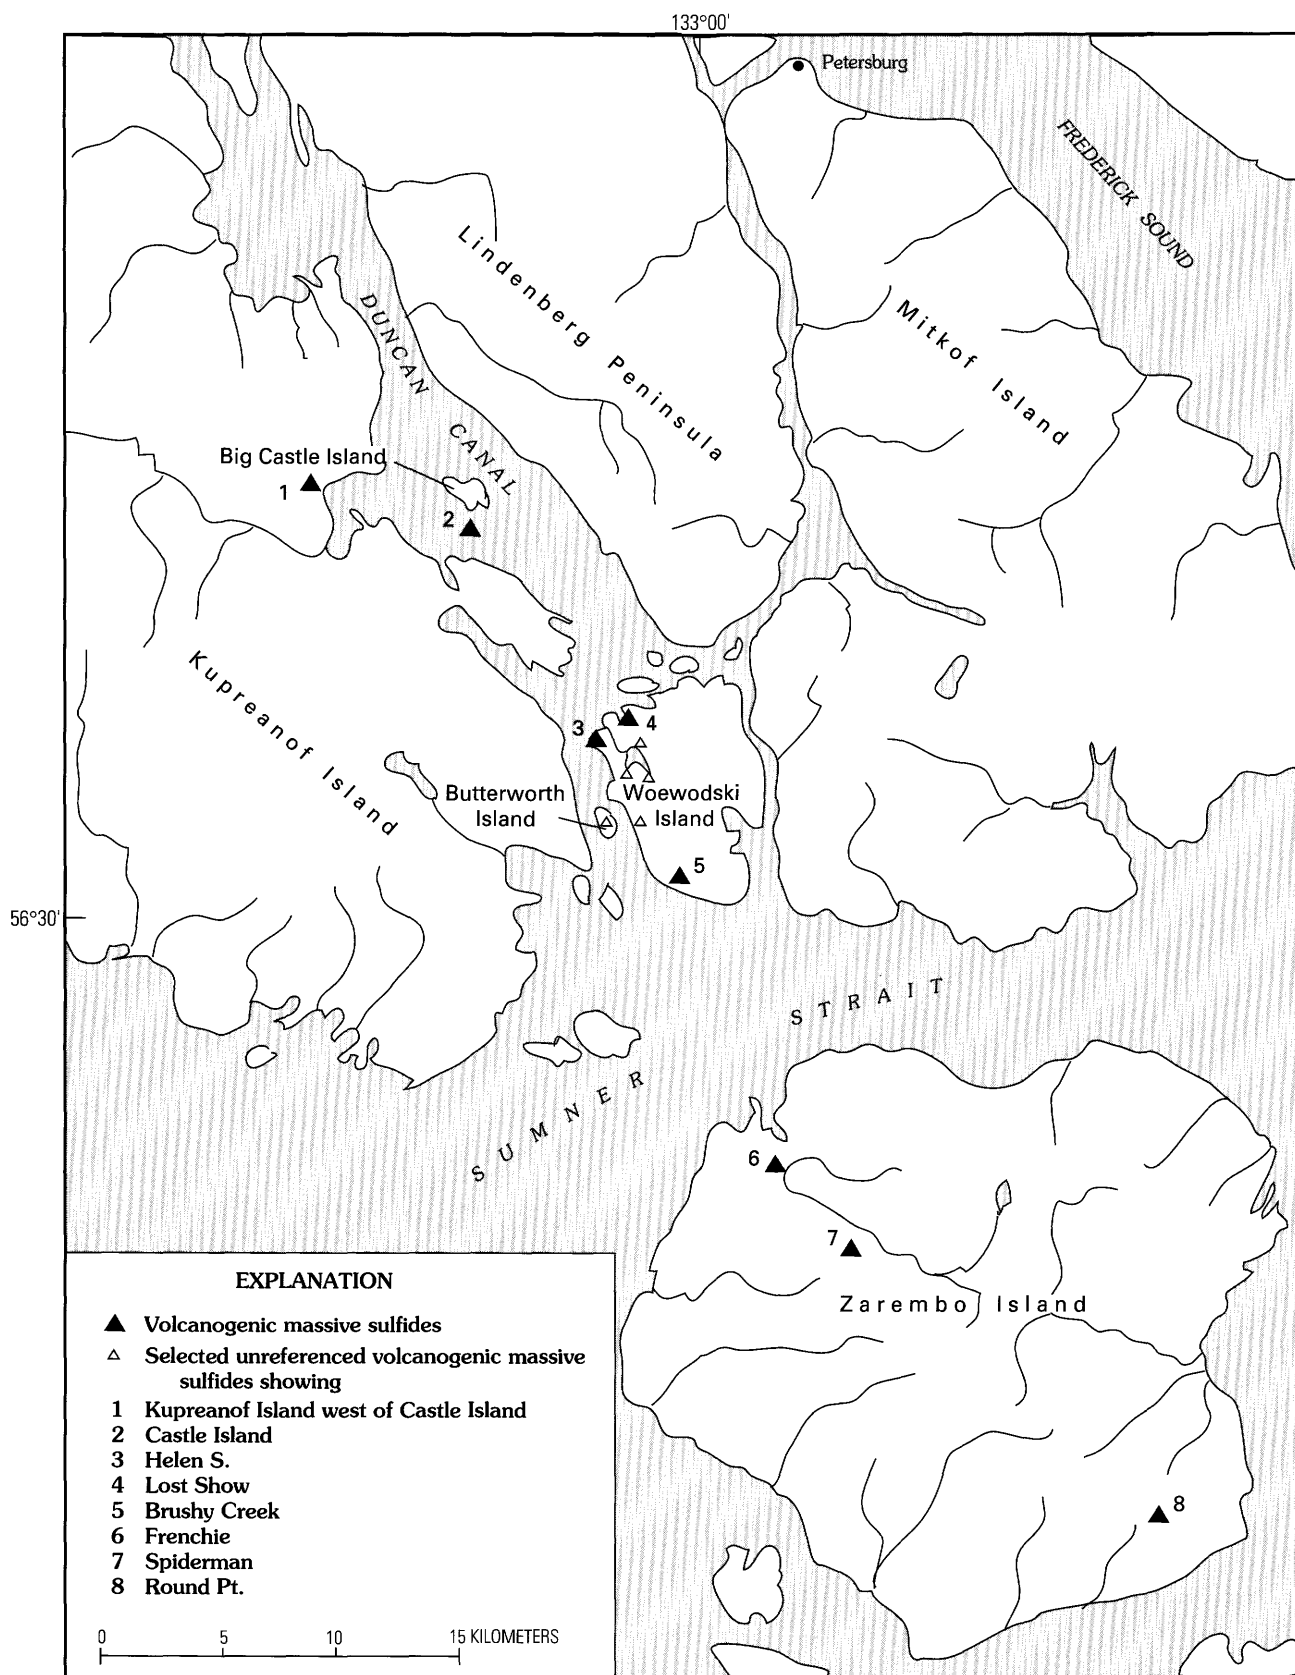 133°00'
Petersburg
FREDERICK SOUND
Lindenberg Peninsula
DUNCAN CANAL
Mitkof Island
Big Castle Island
1
2
Kupreanof Island
3
4
Butterworth
Island
Woewodski
Island
5
56°30'
SUMNER STRAIT
6
7
Zarembo Island
8
EXPLANATION
Volcanogenic massive sulfides
Selected unreferenced volcanogenic massive
sulfides showing
1 Kupreanof Island west of Castle Island
2 Castle Island
3 Helen S.
4 Lost Show
5 Brushy Creek
6 Frenchie
7 Spiderman
8 Round Pt.
0 5 10 15 KILOMETERS